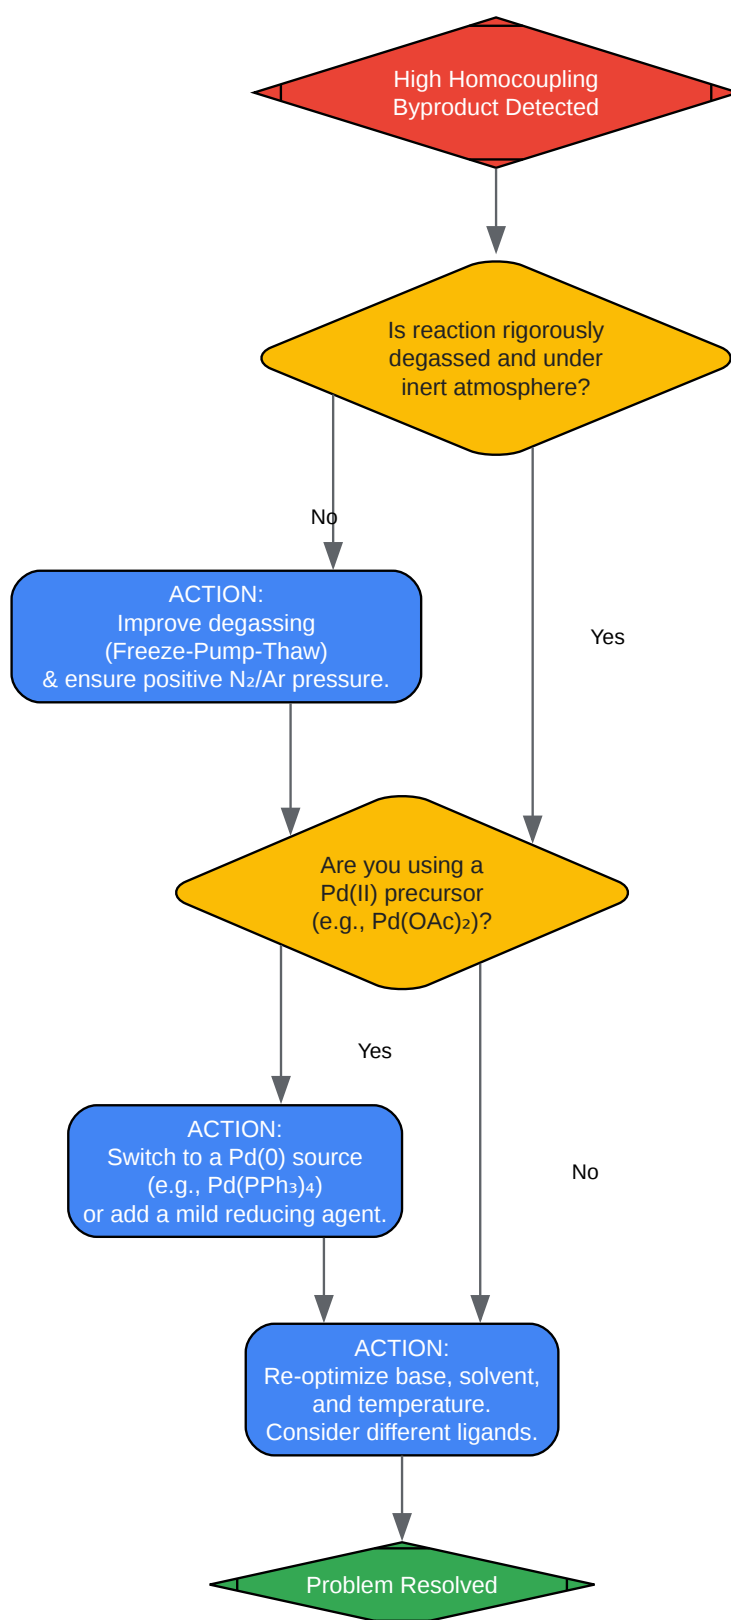 High Homocoupling
Byproduct Detected
Is reaction rigorously
degassed and under
inert atmosphere?
No
ACTION:
Improve degassing
(Freeze-Pump-Thaw)
& ensure positive N₂/Ar pressure.
Yes
Are you using a
Pd(II) precursor
(e.g., Pd(OAc)₂)?
Yes
ACTION:
Switch to a Pd(0) source
(e.g., Pd(PPh₃)₄)
or add a mild reducing agent.
No
ACTION:
Re-optimize base, solvent,
and temperature.
Consider different ligands.
Problem Resolved